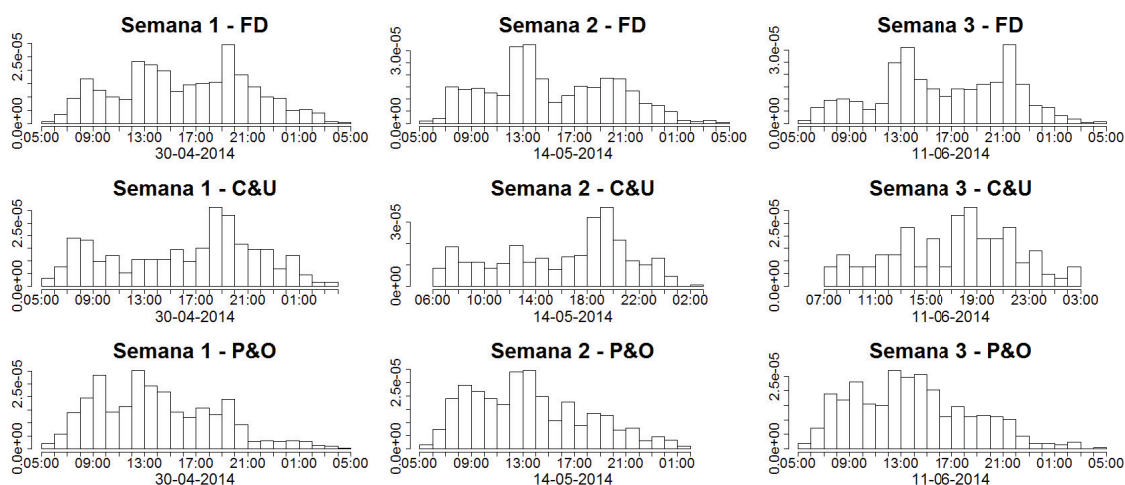 Semana 1 - FD
0.0e+00 2.5e-05
05:00 09:00 13:00 17:00 21:00 01:00 05:00
30-04-2014
Semana 2 - FD
0.0e+00 3.0e-05
05:00 09:00 13:00 17:00 21:00 01:00 05:00
14-05-2014
Semana 3 - FD
0.0e+00 3.0e-05
05:00 09:00 13:00 17:00 21:00 01:00 05:00
11-06-2014
Semana 1 - C&U
0.0e+00 2.5e-05
05:00 09:00 13:00 17:00 21:00 01:00
30-04-2014
Semana 2 - C&U
0e+00 3e-05
06:00 10:00 14:00 18:00 22:00 02:00
14-05-2014
Semana 3 - C&U
0.0e+00 2.5e-05
07:00 11:00 15:00 19:00 23:00 03:00
11-06-2014
Semana 1 - P&O
0.0e+00 2.5e-05
05:00 09:00 13:00 17:00 21:00 01:00 05:00
30-04-2014
Semana 2 - P&O
0.0e+00 2.5e-05
05:00 09:00 13:00 17:00 21:00 02:00
14-05-2014
Semana 3 - P&O
0.0e+00 2.5e-05
05:00 09:00 13:00 17:00 21:00 01:00 05:00
11-06-2014